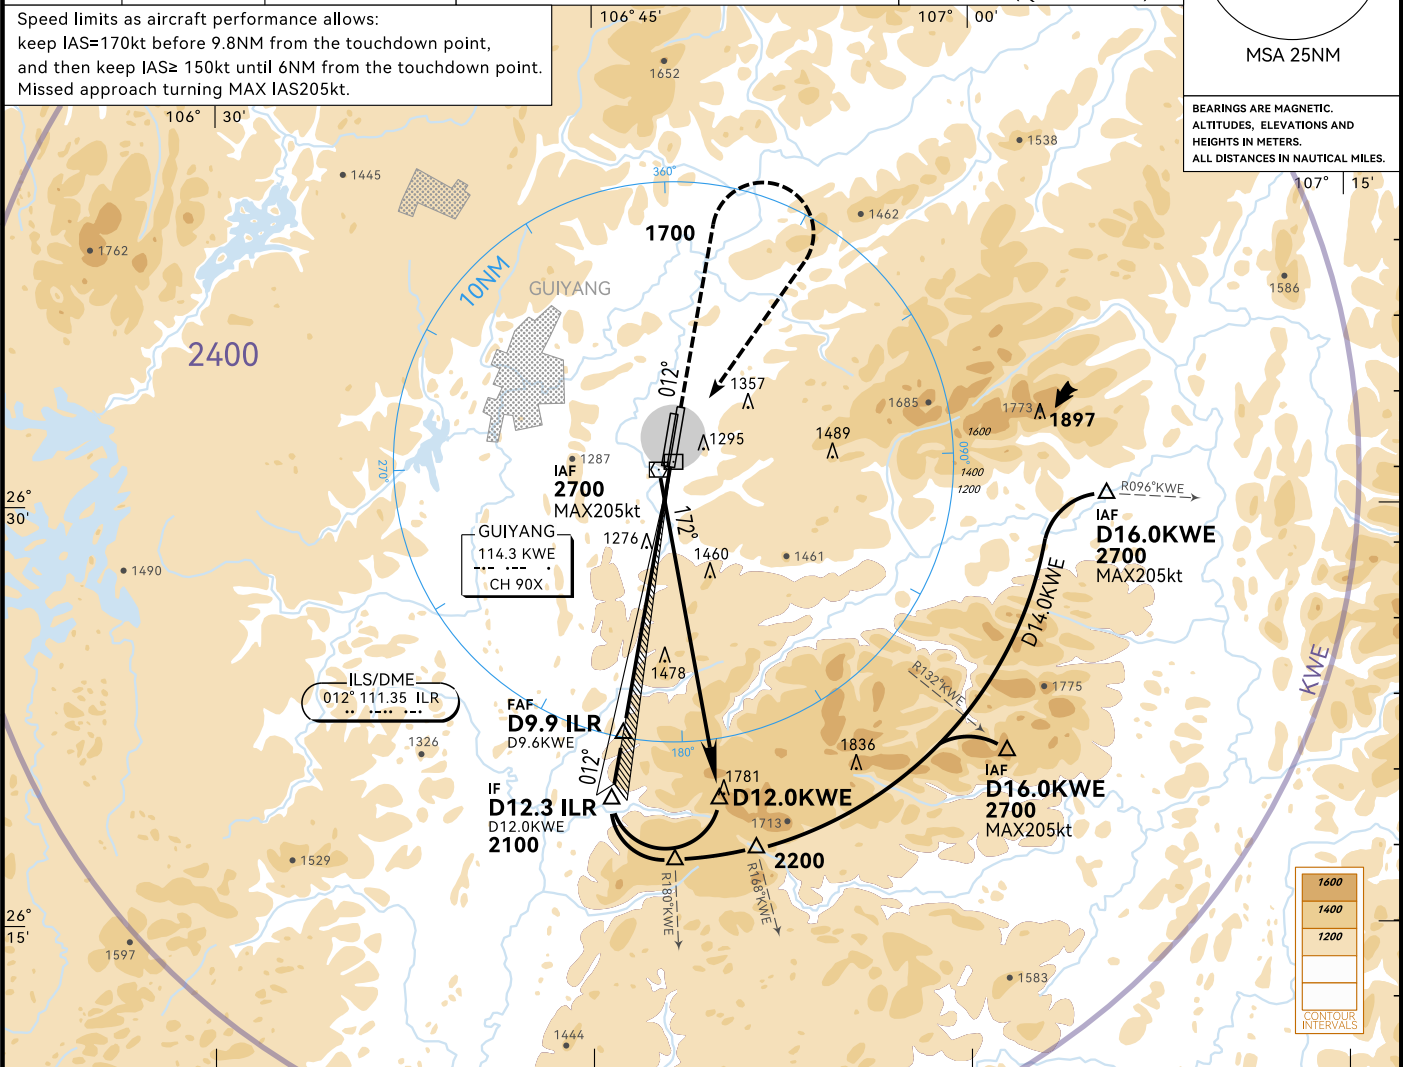 Speed limits as aircraft performance allows:
keep IAS=170kt before 9.8NM from the touchdown point,
and then keep IAS≥ 150kt until 6NM from the touchdown point.
Missed approach turning MAX IAS205kt.
106° 45'
107° 00'
MSA 25NM
BEARINGS ARE MAGNETIC.
ALTITUDES, ELEVATIONS AND
HEIGHTS IN METERS.
ALL DISTANCES IN NAUTICAL MILES.
106° 30'
107° 15'
1652
1538
1445
360°
1462
1700
1762
10NM
GUIYANG
1586
2400
012°
1357
1685
1773
1897
1295
1489
1600
090°
1400
1200
270°
1287
IAF
2700
MAX205kt
26°
30'
R096°KWE
IAF
D16.0KWE
2700
MAX205kt
172°
GUIYANG
114.3 KWE
CH 90X
1276
1460
1461
1490
D14.0KWE
1478
KWE
ILS/DME
012° 111.35 ILR
R132°KWE
1775
FAF
D9.9 ILR
D9.6KWE
1326
180°
1836
012°
IAF
D16.0KWE
2700
MAX205kt
1781
D12.0KWE
IF
D12.3 ILR
D12.0KWE
2100
1713
2200
1529
R180°KWE
R168°KWE
26°
15'
1597
1583
1444
1600
1400
1200
CONTOUR
INTERVALS